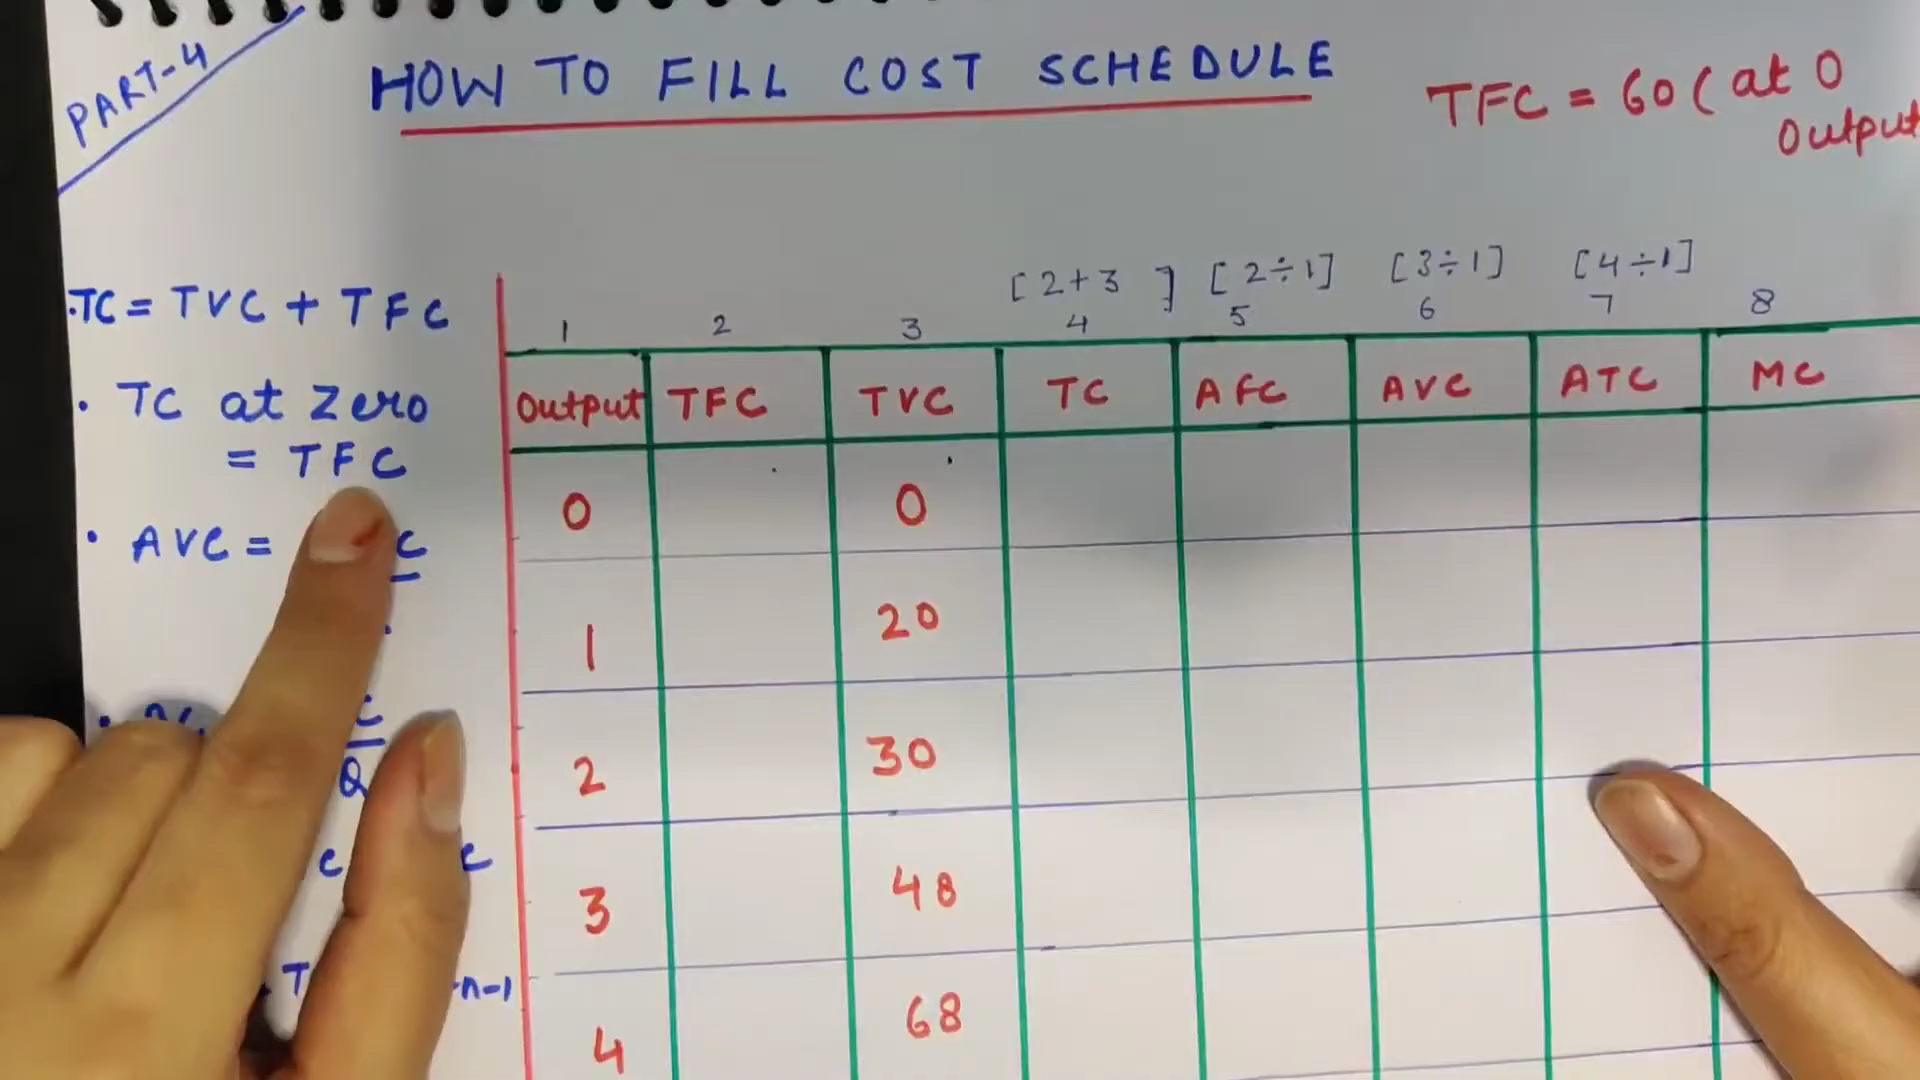 PART-4
HOW TO FILL COST SCHEDULE
TFC = 60 ( at 0
output
.TC = TVC + TFC
. TC at zero
= TFC
. AVC = C
C
Q
C C
T n-1
[ 2+3 ] [ 2÷1 ] [ 3÷1 ] [ 4÷1 ]
1 2 3 4 5 6 7 8
Output TFC TVC TC AFC AVC ATC MC
0 0
1 20
2 30
3 48
4 68